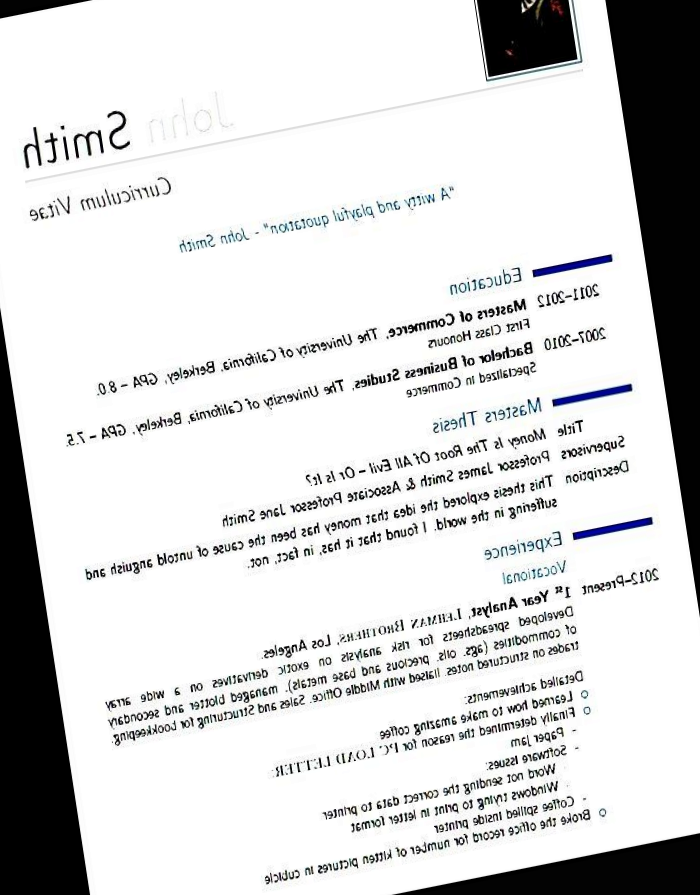 John Smith
Curriculum Vitae
"A witty and playful quotation" - John Smith
Education
2011–2012 Masters of Commerce, The University of California, Berkeley, GPA – 8.0.
First Class Honours
2007–2010 Bachelor of Business Studies, The University of California, Berkeley, GPA – 7.5.
Specialized in Commerce
Masters Thesis
Title Money Is The Root Of All Evil – Or Is It?
Supervisors Professor James Smith & Associate Professor Jane Smith
Description This thesis explored the idea that money has been the cause of untold anguish and
suffering in the world. I found that it has, in fact, not.
Experience
Vocational
2012–Present 1st Year Analyst, LEHMAN BROTHERS, Los Angeles.
Developed spreadsheets for risk analysis on exotic derivatives on a wide array
of commodities (ags, oils, precious and base metals), managed blotter and secondary
trades on structured notes, liaised with Middle Office, Sales and Structuring for bookkeeping.
Detailed achievements:
○ Learned how to make amazing coffee
○ Finally determined the reason for PC LOAD LETTER:
- Paper jam
- Software issues:
· Word not sending the correct data to printer
· Windows trying to print in letter format
- Coffee spilled inside printer
○ Broke the office record for number of kitten pictures in cubicle